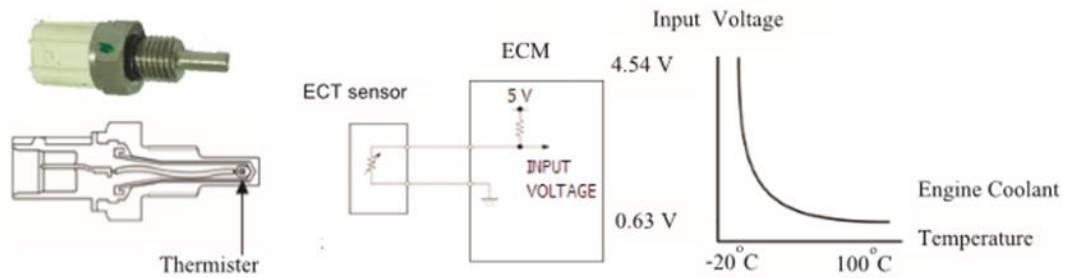 Thermister
ECT sensor
ECM
5 V
INPUT
VOLTAGE
Input Voltage
4.54 V
0.63 V
-20°C
100°C
Engine Coolant
Temperature